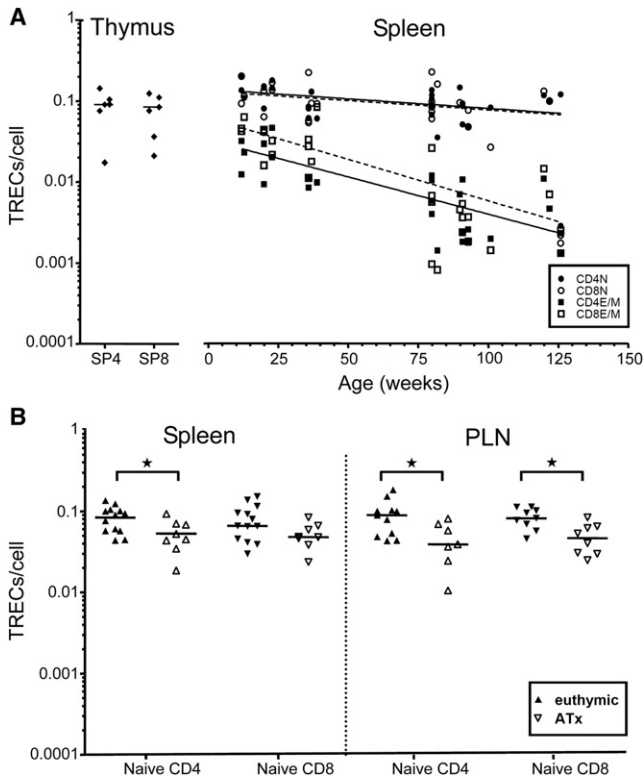 A
Thymus Spleen
TRECs/cell
1
0.1
0.01
0.001
0.0001
SP4 SP8
0 25 50 75 100 125 150
Age (weeks)
CD4N
CD8N
CD4E/M
CD8E/M
B
Spleen PLN
TRECs/cell
1
0.1
0.01
0.001
0.0001
Naive CD4 Naive CD8 Naive CD4 Naive CD8
euthymic
ATx